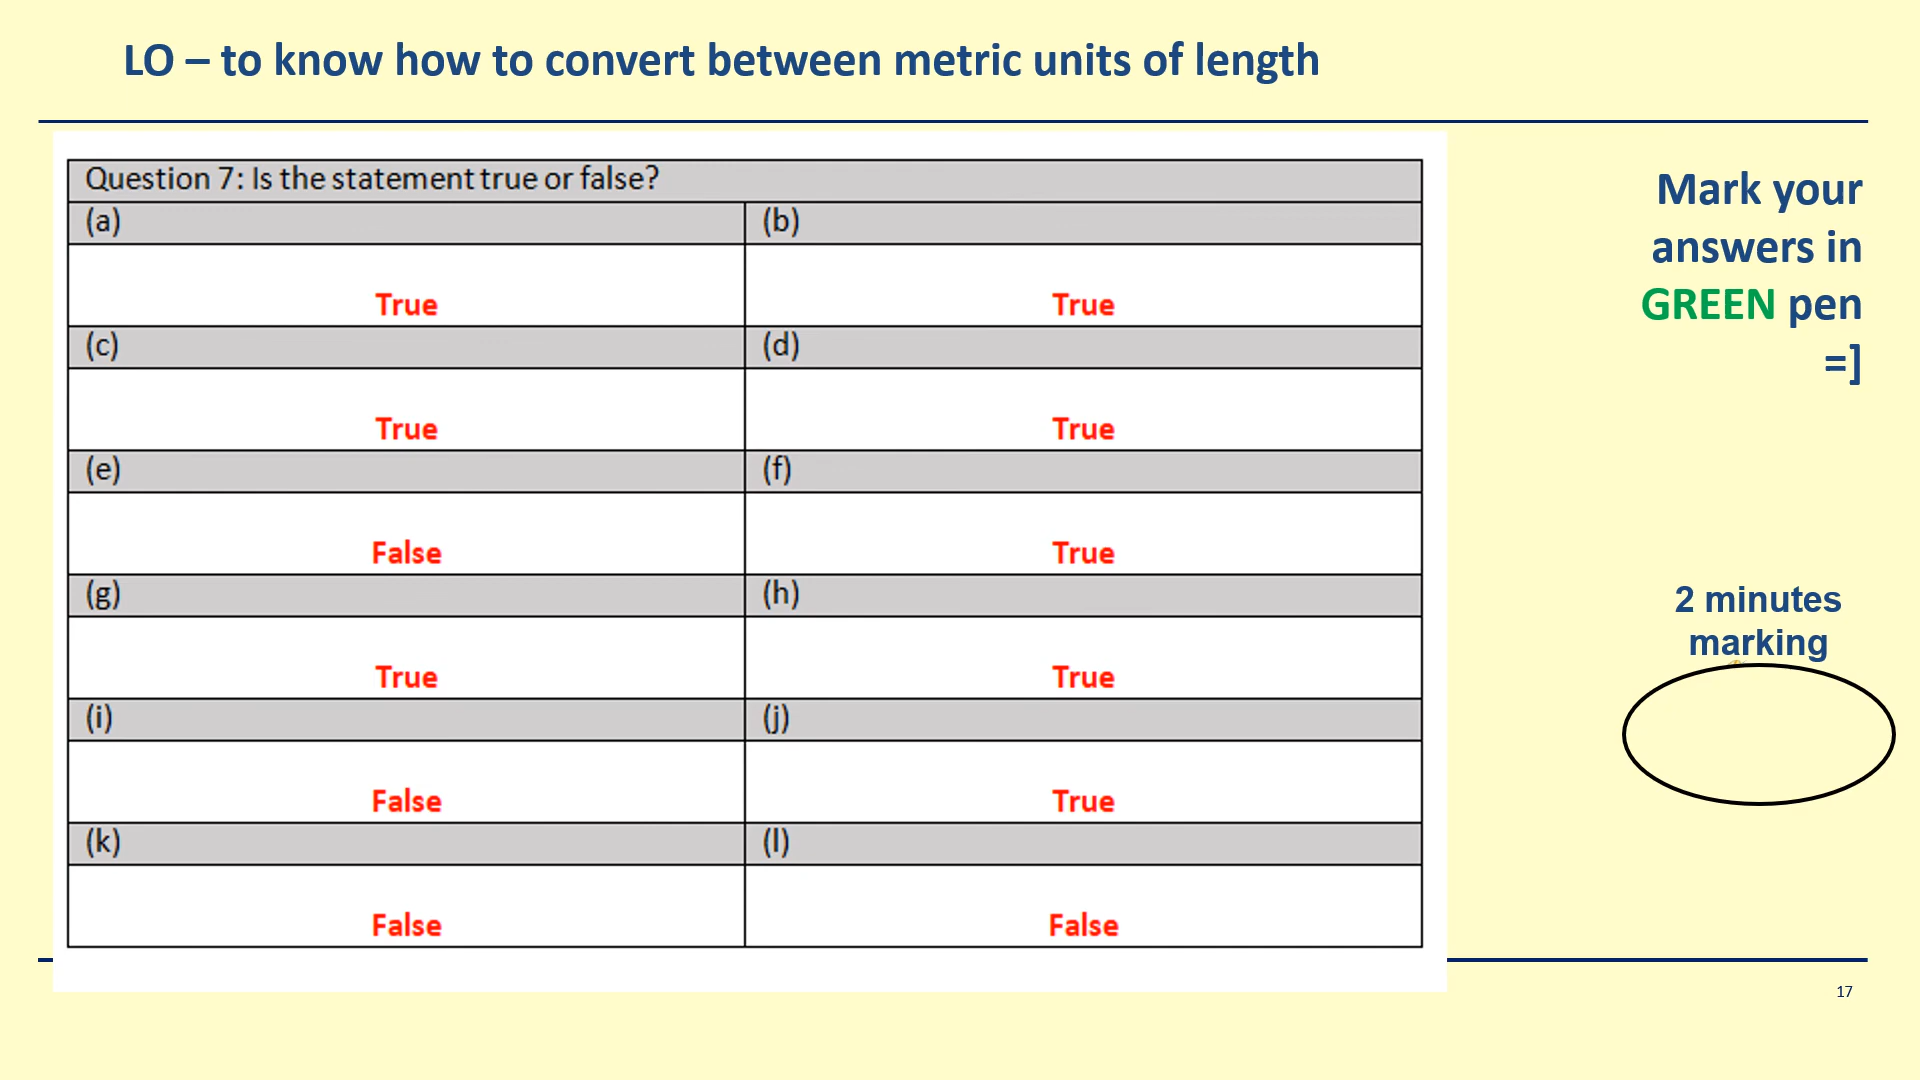 LO – to know how to convert between metric units of length
Question 7: Is the statement true or false?
(a)
(b)
True
True
(c)
(d)
True
True
(e)
(f)
False
True
(g)
(h)
True
True
(i)
(j)
False
True
(k)
(l)
False
False
Mark your
answers in
GREEN pen
=]
2 minutes
marking
17